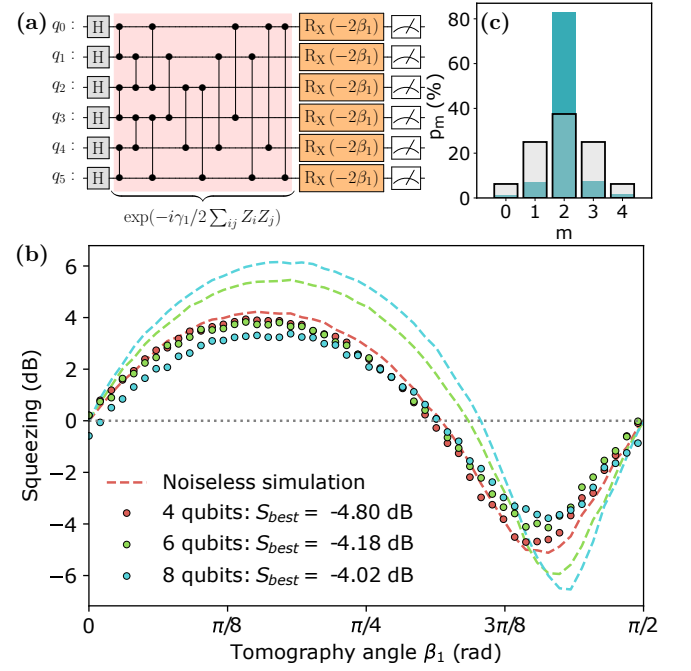 (a)
q₀ : H Rₓ (−2β₁)
q₁ : H Rₓ (−2β₁)
q₂ : H Rₓ (−2β₁)
q₃ : H Rₓ (−2β₁)
q₄ : H Rₓ (−2β₁)
q₅ : H Rₓ (−2β₁)
exp(−iγ₁/2 ∑ᵢⱼ ZᵢZⱼ)
(c)
pₘ (%)
80
60
40
20
0
0 1 2 3 4
m
(b)
Squeezing (dB)
6
4
2
0
−2
−4
−6
Noiseless simulation
4 qubits: S_best = -4.80 dB
6 qubits: S_best = -4.18 dB
8 qubits: S_best = -4.02 dB
0 π/8 π/4 3π/8 π/2
Tomography angle β₁ (rad)